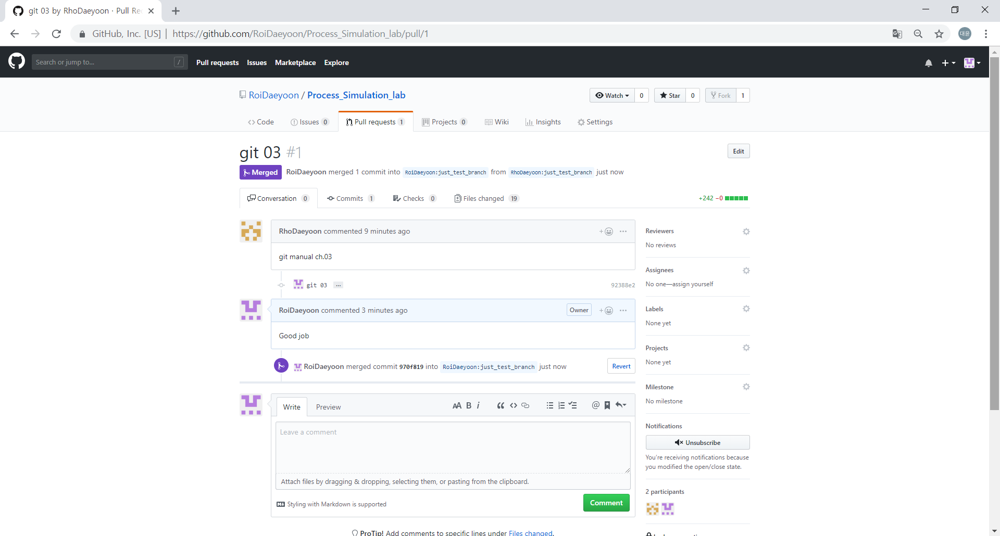 git 03 by RhoDaeyoon · Pull Re
GitHub, Inc. [US] | https://github.com/RoiDaeyoon/Process_Simulation_lab/pull/1 대윤
Search or jump to... / Pull requests Issues Marketplace Explore
RoiDaeyoon / Process_Simulation_lab Watch 0 Star 0 Fork 1
Code Issues 0 Pull requests 1 Projects 0 Wiki Insights Settings
git 03 #1 Edit
Merged RoiDaeyoon merged 1 commit into RoiDaeyoon:just_test_branch from RhoDaeyoon:just_test_branch just now
Conversation 0 Commits 1 Checks 0 Files changed 19 +242 −0
RhoDaeyoon commented 9 minutes ago
git manual ch.03
git 03 ... 92388e2
RoiDaeyoon commented 3 minutes ago Owner
Good job
RoiDaeyoon merged commit 970f819 into RoiDaeyoon:just_test_branch just now Revert
Write Preview
Leave a comment
Attach files by dragging & dropping, selecting them, or pasting from the clipboard.
Styling with Markdown is supported Comment
ProTip! Add comments to specific lines under Files changed.
Reviewers
No reviews
Assignees
No one—assign yourself
Labels
None yet
Projects
None yet
Milestone
No milestone
Notifications
Unsubscribe
You're receiving notifications because
you modified the open/close state.
2 participants